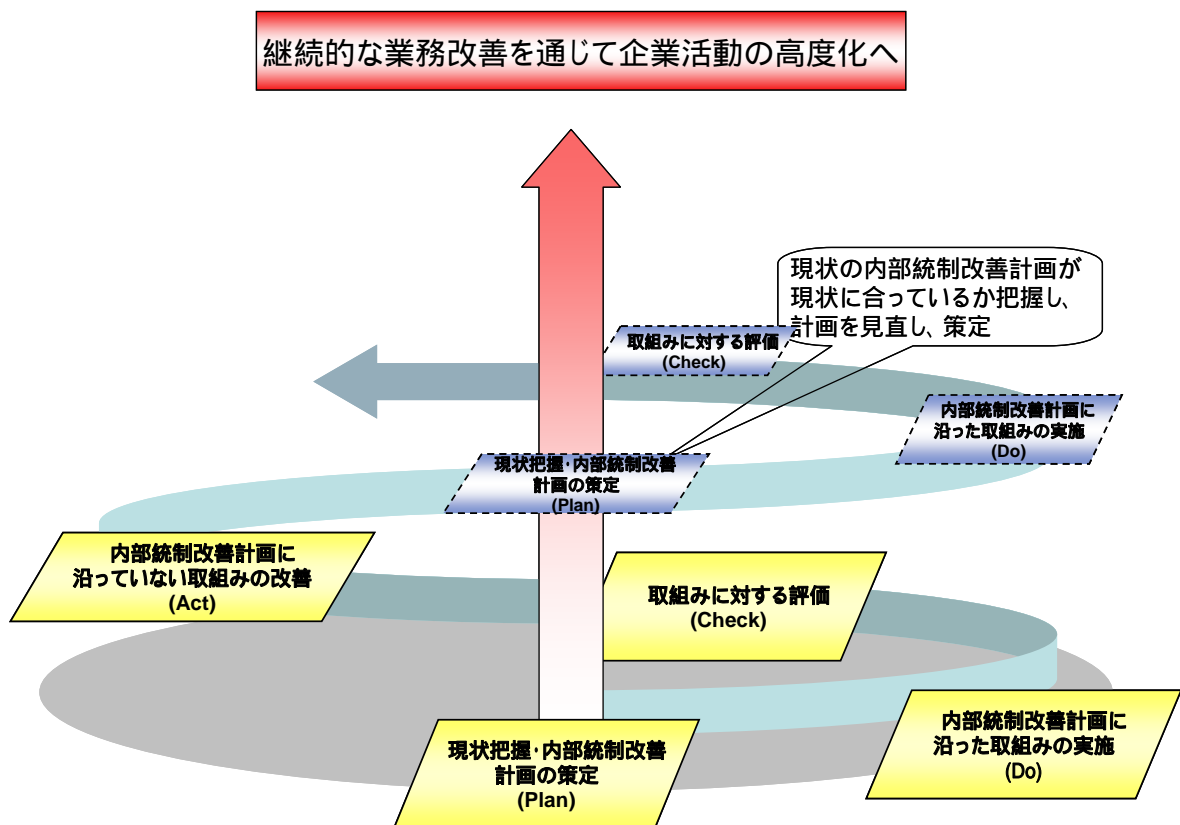 継続的な業務改善を通じて企業活動の高度化へ
現状の内部統制改善計画が
現状に合っているか把握し、
計画を見直し、策定
取組みに対する評価
(Check)
内部統制改善計画に
沿った取組みの実施
(Do)
現状把握･内部統制改善
計画の策定
(Plan)
内部統制改善計画に
沿っていない取組みの改善
(Act)
取組みに対する評価
(Check)
内部統制改善計画に
沿った取組みの実施
(Do)
現状把握･内部統制改善
計画の策定
(Plan)